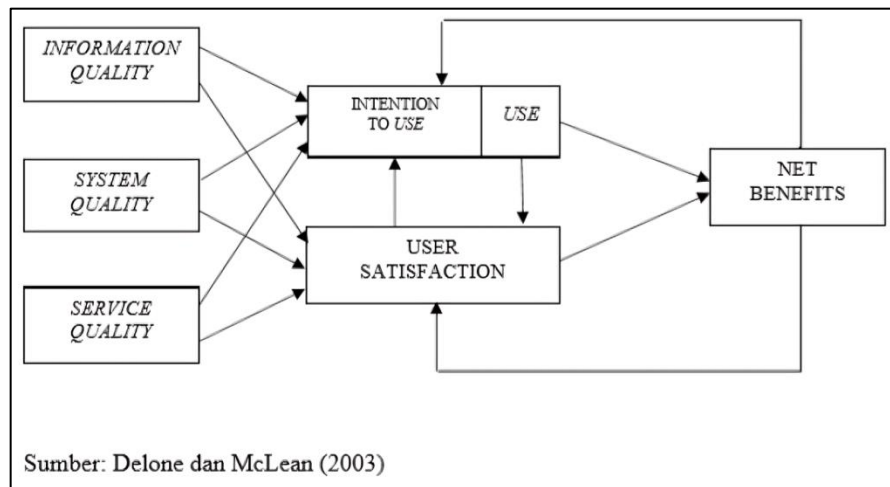 INFORMATION
QUALITY
INTENTION
TO USE
USE
SYSTEM
QUALITY
NET
BENEFITS
USER
SATISFACTION
SERVICE
QUALITY
Sumber: Delone dan McLean (2003)